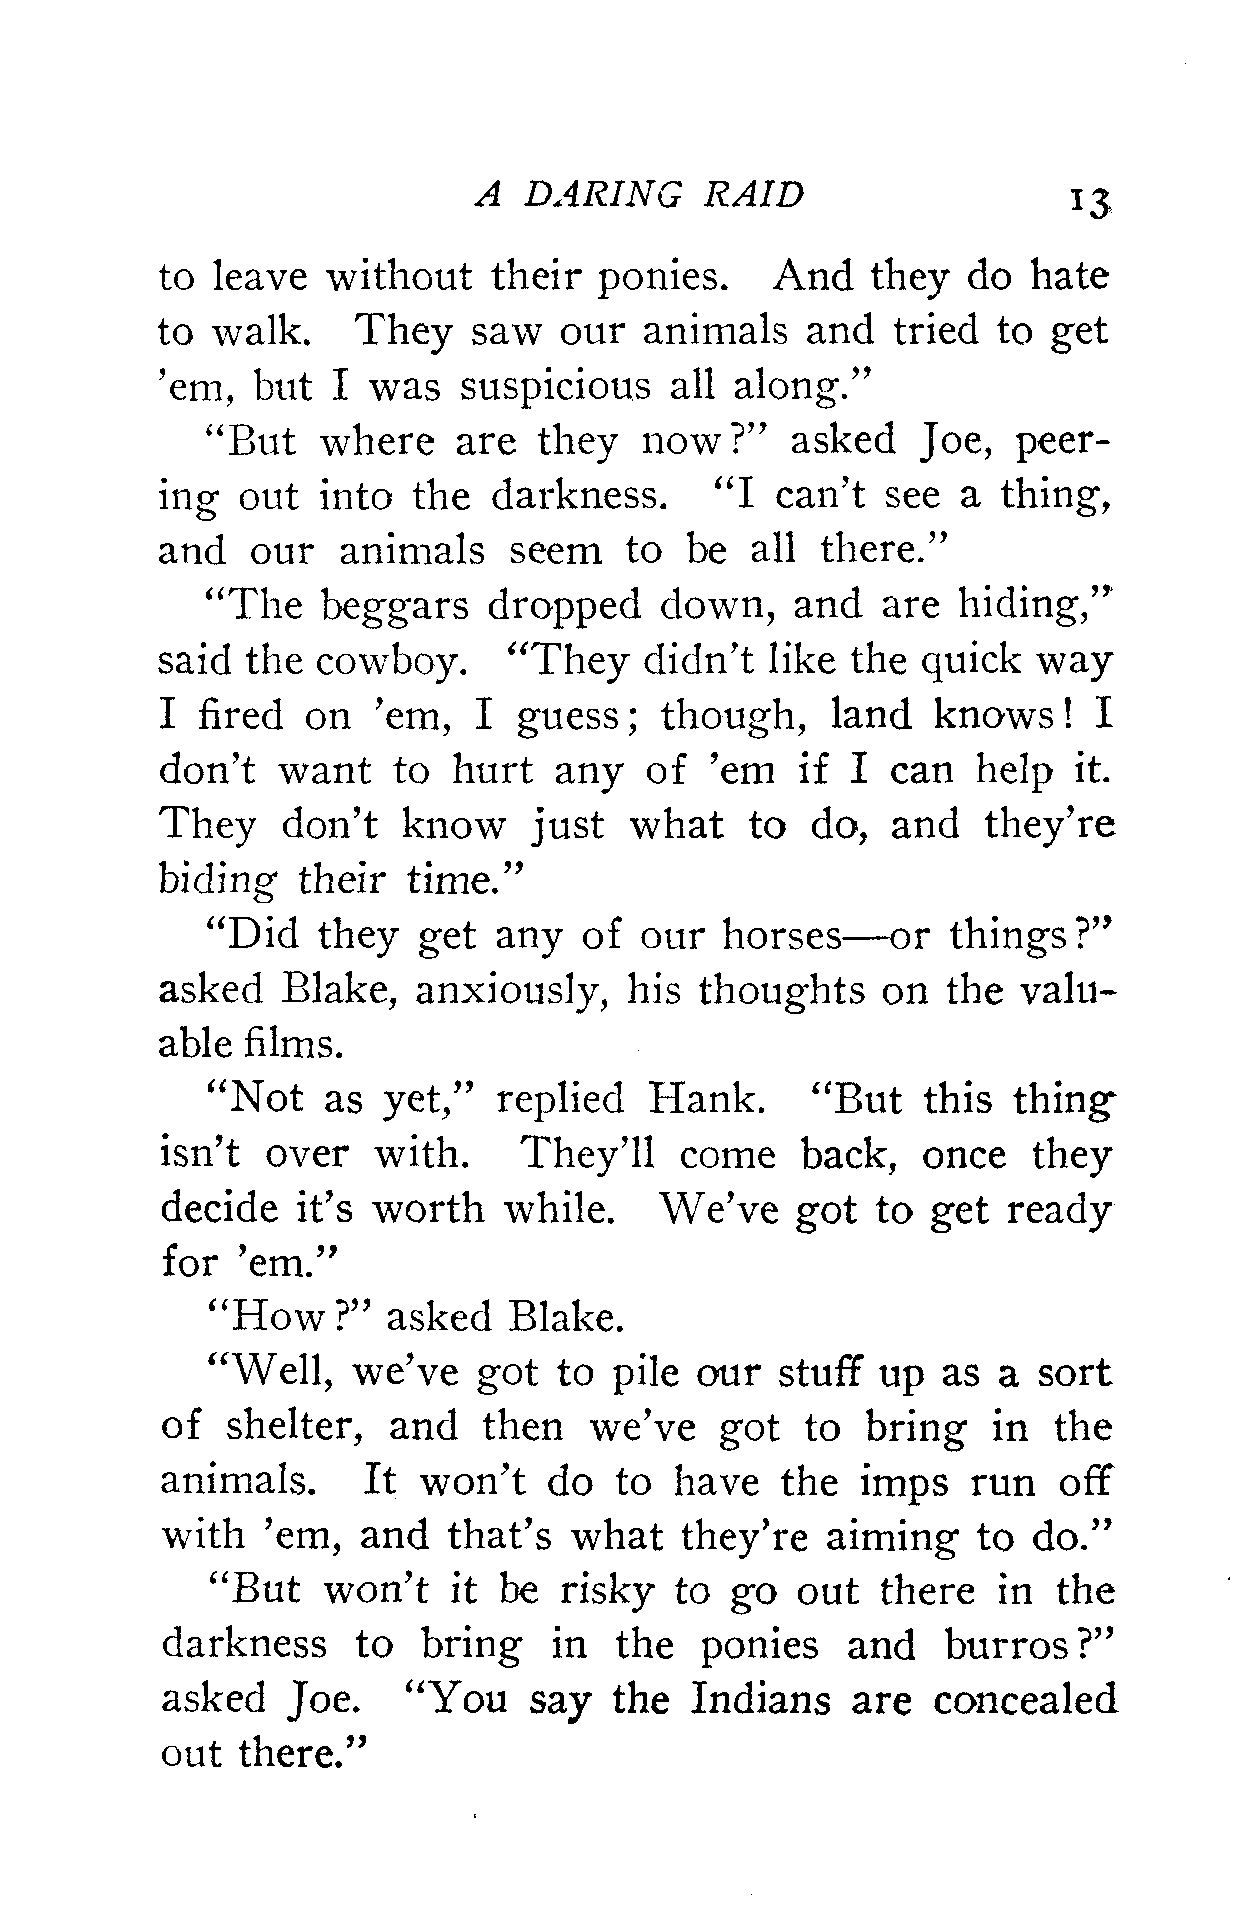 A DARING RAID 13
to leave without their ponies. And they do hate
to walk. They saw our animals and tried to get
’em, but I was suspicious all along.”
“But where are they now?” asked Joe, peer-
ing out into the darkness. “I can’t see a thing,
and our animals seem to be all there.”
“The beggars dropped down, and are hiding,”
said the cowboy. “They didn’t like the quick way
I fired on ’em, I guess; though, land knows! I
don’t want to hurt any of ’em if I can help it.
They don’t know just what to do, and they’re
biding their time.”
“Did they get any of our horses—or things?”
asked Blake, anxiously, his thoughts on the valu-
able films.
“Not as yet,” replied Hank. “But this thing
isn’t over with. They’ll come back, once they
decide it’s worth while. We’ve got to get ready
for ’em.”
“How?” asked Blake.
“Well, we’ve got to pile our stuff up as a sort
of shelter, and then we’ve got to bring in the
animals. It won’t do to have the imps run off
with ’em, and that’s what they’re aiming to do.”
“But won’t it be risky to go out there in the
darkness to bring in the ponies and burros?”
asked Joe. “You say the Indians are concealed
out there.”